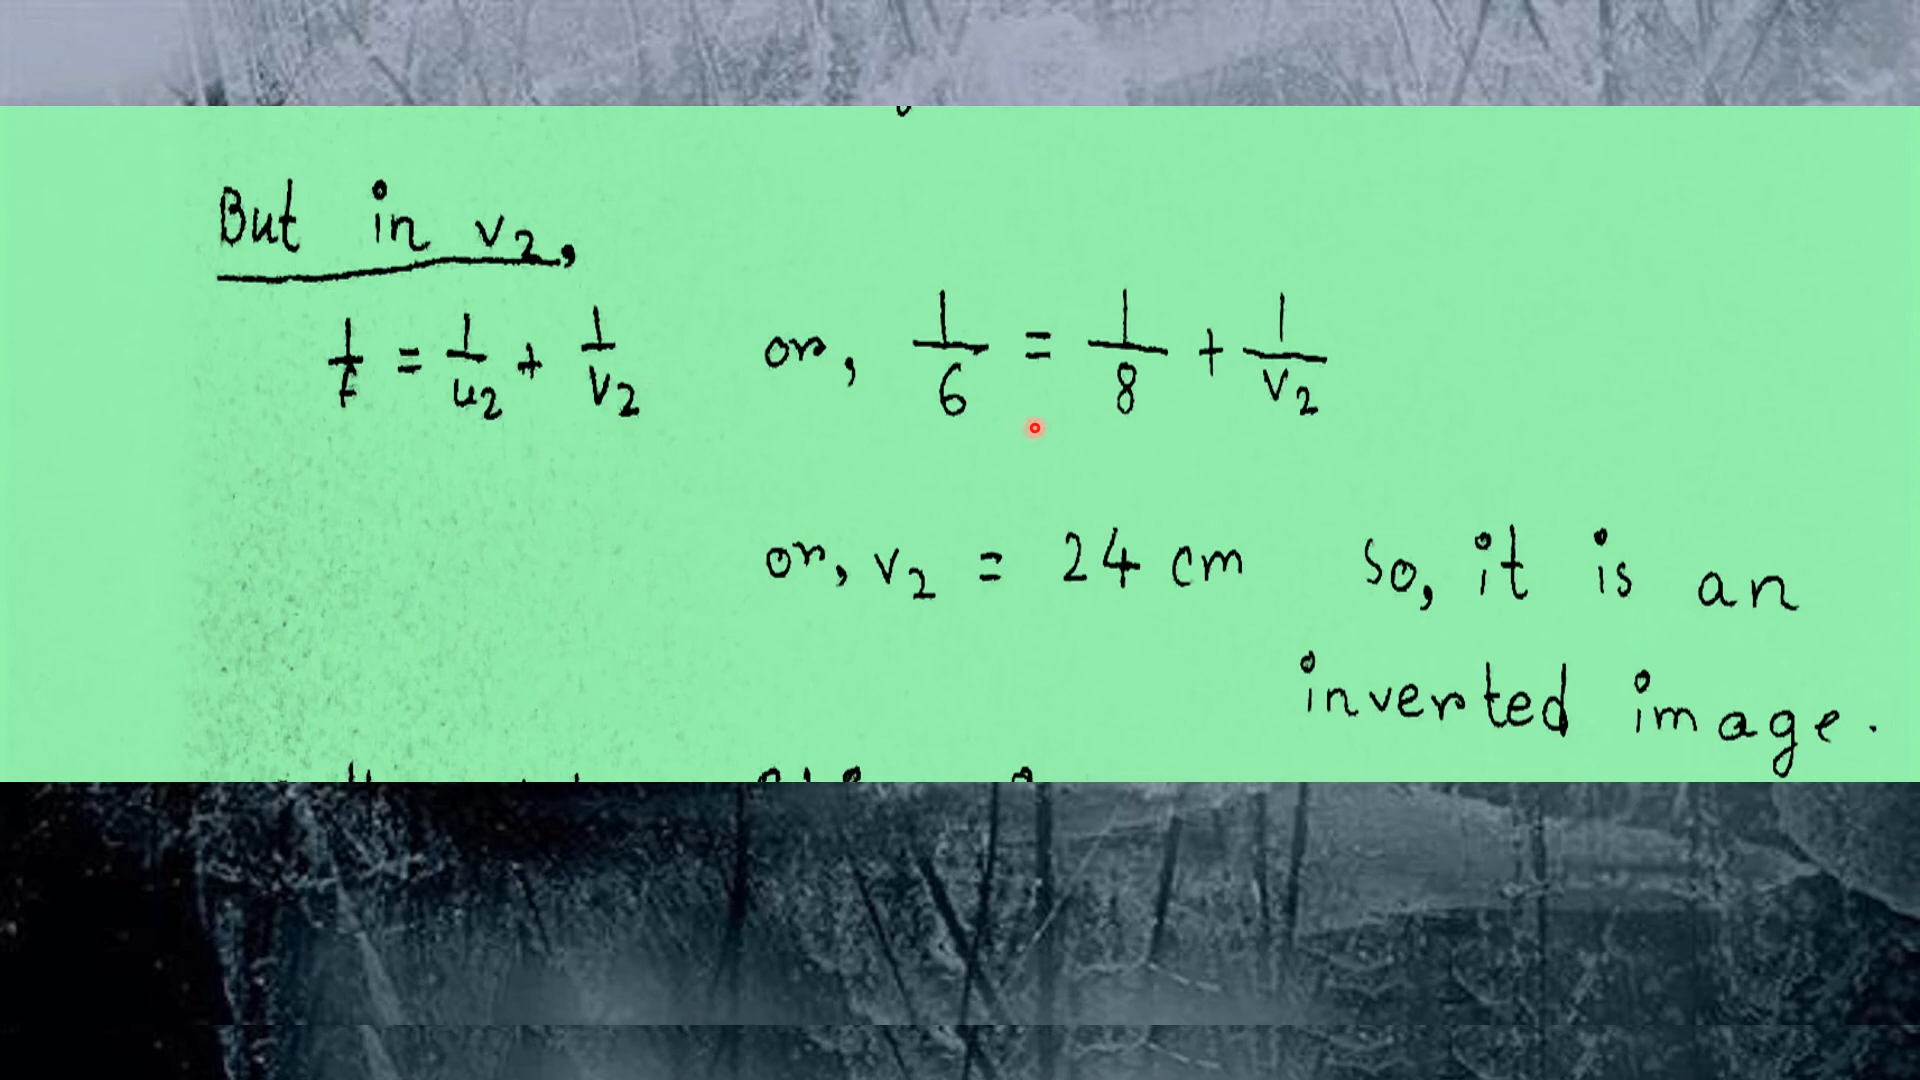 But in v₂,
1/f = 1/u₂ + 1/v₂ or, 1/6 = 1/8 + 1/v₂
or, v₂ = 24 cm So, it is an
inverted image.